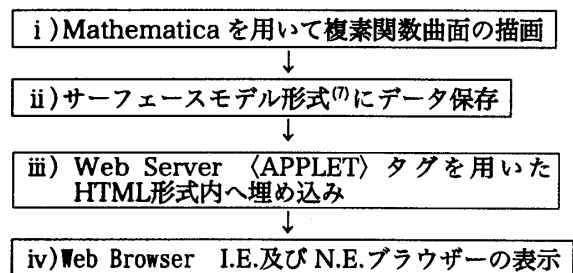 i)Mathematica を用いて複素関数曲面の描画
↓
ii)サーフェースモデル形式(7)にデータ保存
↓
iii) Web Server 〈APPLET〉タグを用いた
HTML形式内へ埋め込み
↓
iv)Web Browser I.E.及び N.E.ブラウザーの表示